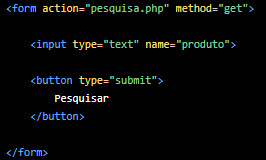 <form action="pesquisa.php" method="get">
<input type="text" name="produto">
<button type="submit">
Pesquisar
</button>
</form>